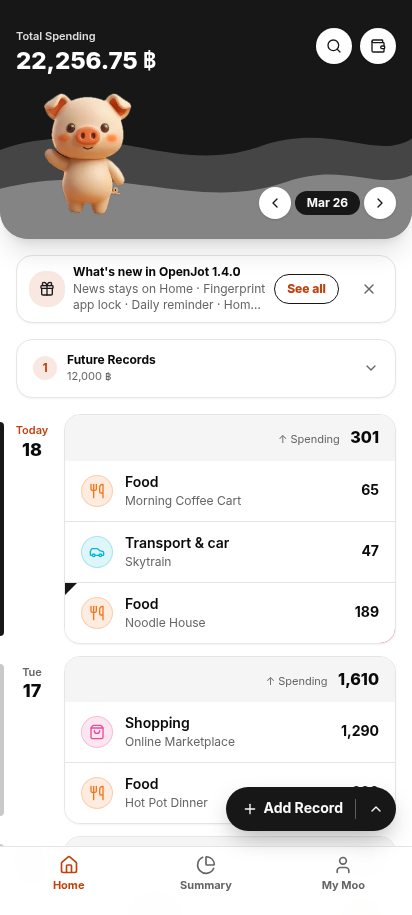 Total Spending
22,256.75 ฿
Mar 26
What's new in OpenJot 1.4.0
News stays on Home · Fingerprint
app lock · Daily reminder · Hom...
See all
1
Future Records
12,000 ฿
Today
18
↑ Spending 301
Food
Morning Coffee Cart
65
Transport & car
Skytrain
47
Food
Noodle House
189
Tue
17
↑ Spending 1,610
Shopping
Online Marketplace
1,290
Food
Hot Pot Dinner
+ Add Record
Home
Summary
My Moo